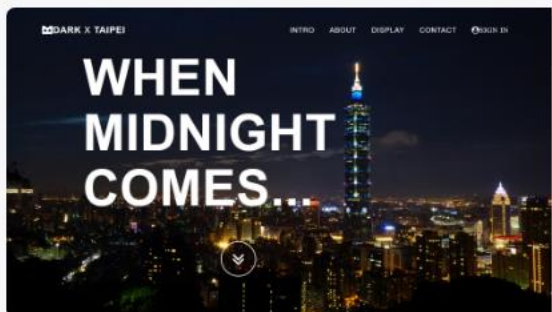 DARK X TAIPEI
INTRO ABOUT DISPLAY CONTACT SIGN IN
WHEN
MIDNIGHT
COMES...